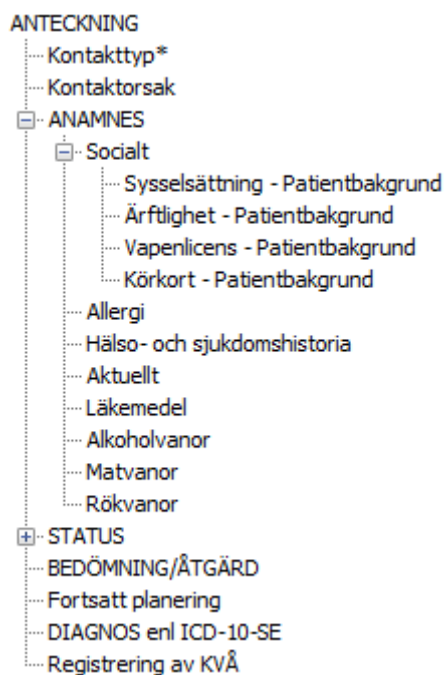 ANTECKNING
Kontakttyp*
Kontaktorsak
ANAMNES
Socialt
Sysselsättning - Patientbakgrund
Ärftlighet - Patientbakgrund
Vapenlicens - Patientbakgrund
Körkort - Patientbakgrund
Allergi
Hälso- och sjukdomshistoria
Aktuellt
Läkemedel
Alkoholvanor
Matvanor
Rökvanor
STATUS
BEDÖMNING/ÅTGÄRD
Fortsatt planering
DIAGNOS enl ICD-10-SE
Registrering av KVÅ